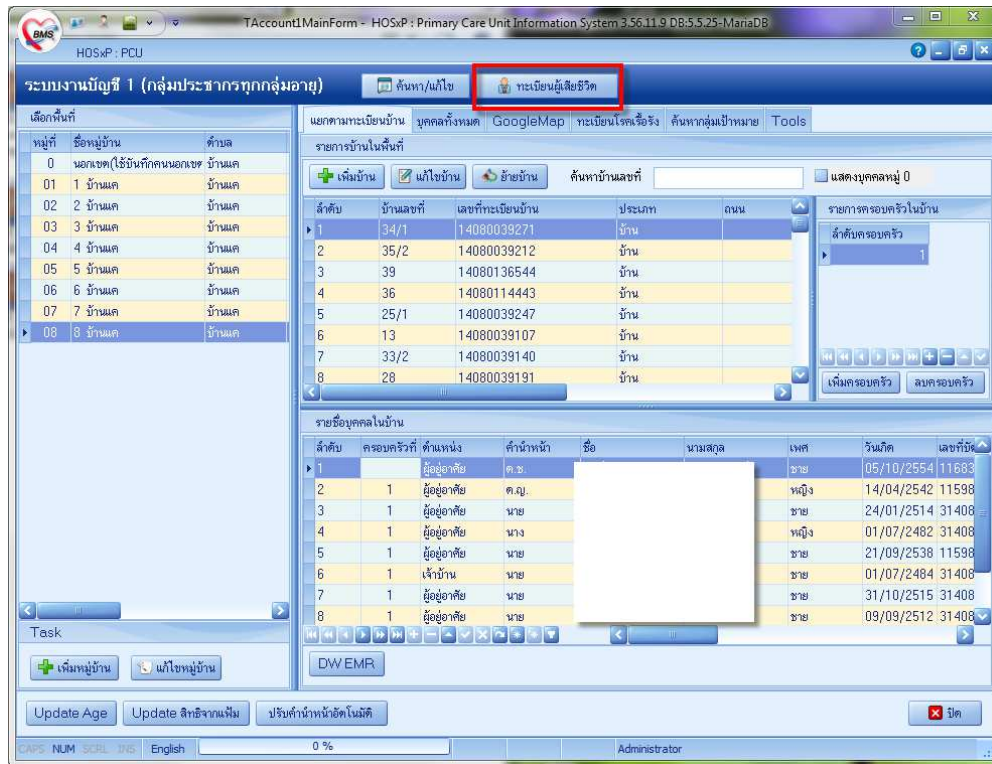 BMS
TAccount1MainForm - HOSxP : Primary Care Unit Information System 3.56.11.9 DB:5.5.25-MariaDB
HOSxP : PCU
ระบบงานบัญชี 1 (กลุ่มประชากรทุกกลุ่มอายุ) ค้นหา/แก้ไข ทะเบียนผู้เสียชีวิต
เลือกพื้นที่
หมู่ที่ ชื่อหมู่บ้าน ตำบล
0 นอกเขต(ใช้บันทึกคนนอกเขต บ้านแค
01 1 บ้านแค บ้านแค
02 2 บ้านแค บ้านแค
03 3 บ้านแค บ้านแค
04 4 บ้านแค บ้านแค
05 5 บ้านแค บ้านแค
06 6 บ้านแค บ้านแค
07 7 บ้านแค บ้านแค
08 8 บ้านแค บ้านแค
Task
เพิ่มหมู่บ้าน แก้ไขหมู่บ้าน
แยกตามทะเบียนบ้าน บุคคลทั้งหมด GoogleMap ทะเบียนโรคเรื้อรัง ค้นหากลุ่มเป้าหมาย Tools
รายการบ้านในพื้นที่
เพิ่มบ้าน แก้ไขบ้าน ย้ายบ้าน ค้นหาบ้านเลขที่ แสดงบุคคลหมู่ 0
ลำดับ บ้านเลขที่ เลขที่ทะเบียนบ้าน ประเภท ถนน
1 34/1 14080039271 บ้าน
2 35/2 14080039212 บ้าน
3 39 14080136544 บ้าน
4 36 14080114443 บ้าน
5 25/1 14080039247 บ้าน
6 13 14080039107 บ้าน
7 33/2 14080039140 บ้าน
8 28 14080039191 บ้าน
รายการครอบครัวในบ้าน
ลำดับครอบครัว
1
เพิ่มครอบครัว ลบครอบครัว
รายชื่อบุคคลในบ้าน
ลำดับ ครอบครัวที่ ตำแหน่ง คำนำหน้า ชื่อ นามสกุล เพศ วันเกิด เลขที่บัต
1 ผู้อยู่อาศัย ด.ช. ชาย 05/10/2554 11683
2 1 ผู้อยู่อาศัย ด.ญ. หญิง 14/04/2542 11598
3 1 ผู้อยู่อาศัย นาย ชาย 24/01/2514 31408
4 1 ผู้อยู่อาศัย นาง หญิง 01/07/2482 31408
5 1 ผู้อยู่อาศัย นาย ชาย 21/09/2538 11598
6 1 เจ้าบ้าน นาย ชาย 01/07/2484 31408
7 1 ผู้อยู่อาศัย นาย ชาย 31/10/2515 31408
8 1 ผู้อยู่อาศัย นาย ชาย 09/09/2512 31408
DW EMR
Update Age Update สิทธิจากแฟ้ม ปรับคำนำหน้าอัตโนมัติ ปิด
CAPS NUM SCRL INS English 0 % Administrator